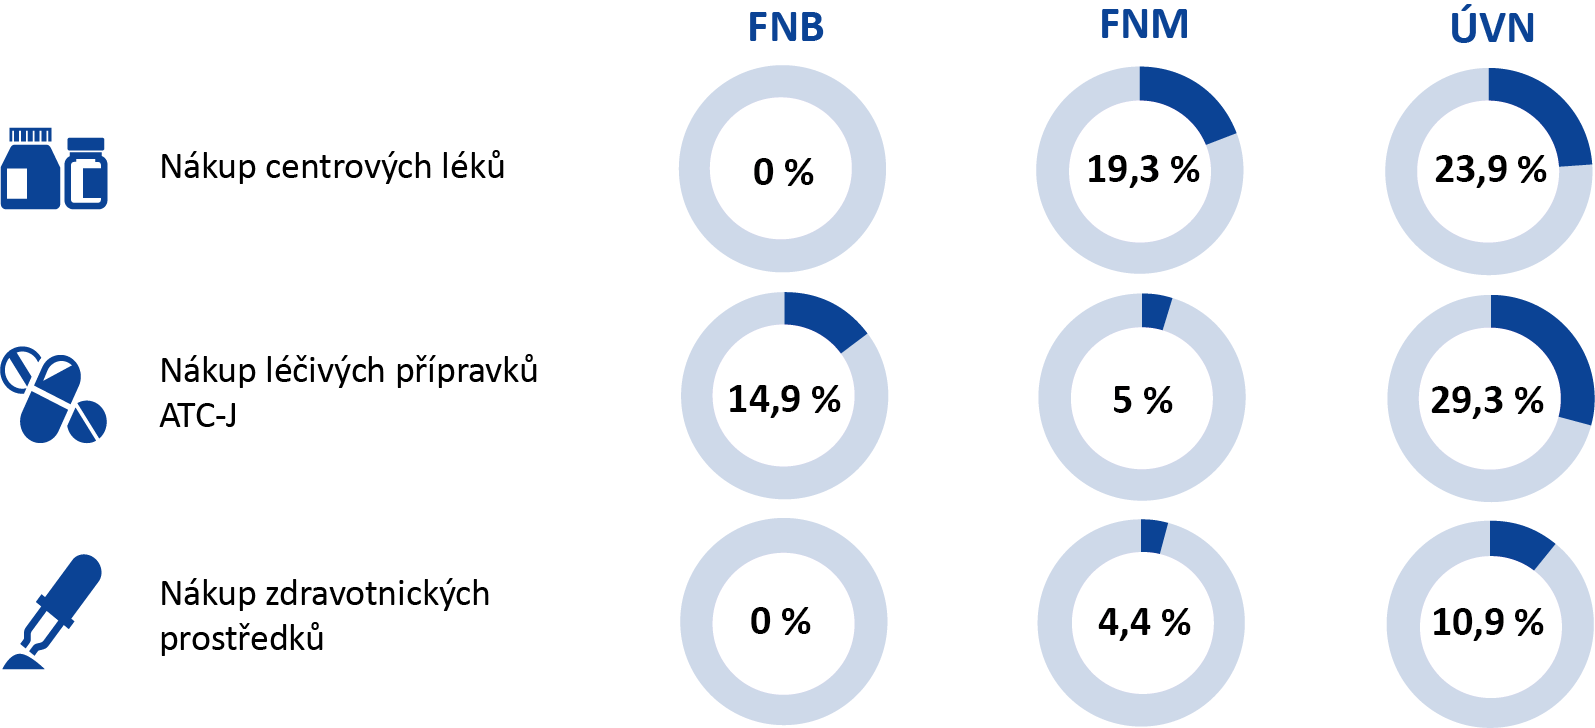 FNB FNM ÚVN
Nákup centrových léků 0 % 19,3 % 23,9 %
Nákup léčivých přípravků
ATC-J
14,9 % 5 % 29,3 %
Nákup zdravotnických
prostředků
0 % 4,4 % 10,9 %